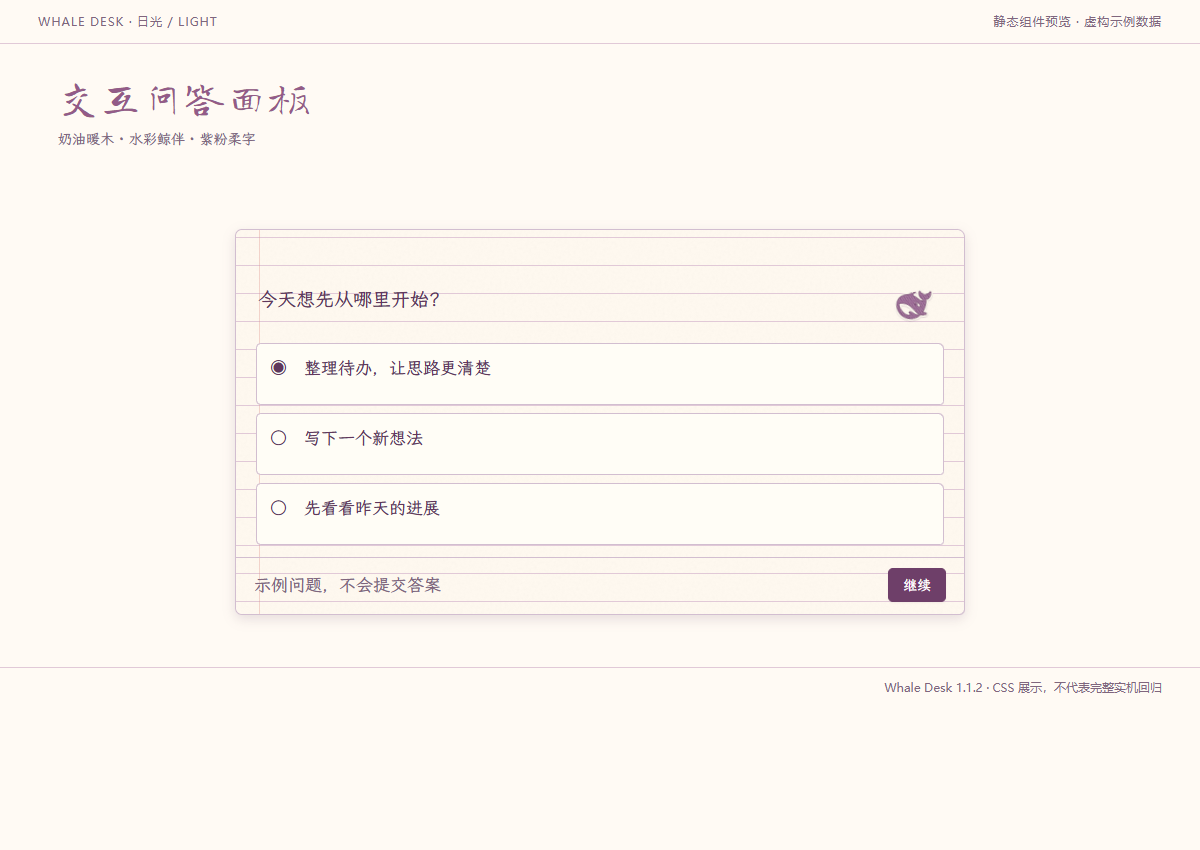 WHALE DESK · 日光 / LIGHT
静态组件预览 · 虚构示例数据
交互问答面板
奶油暖木 · 水彩鲸伴 · 紫粉柔字
今天想先从哪里开始？
整理待办，让思路更清楚
写下一个新想法
先看看昨天的进展
示例问题，不会提交答案
继续
Whale Desk 1.1.2 · CSS 展示，不代表完整实机回归